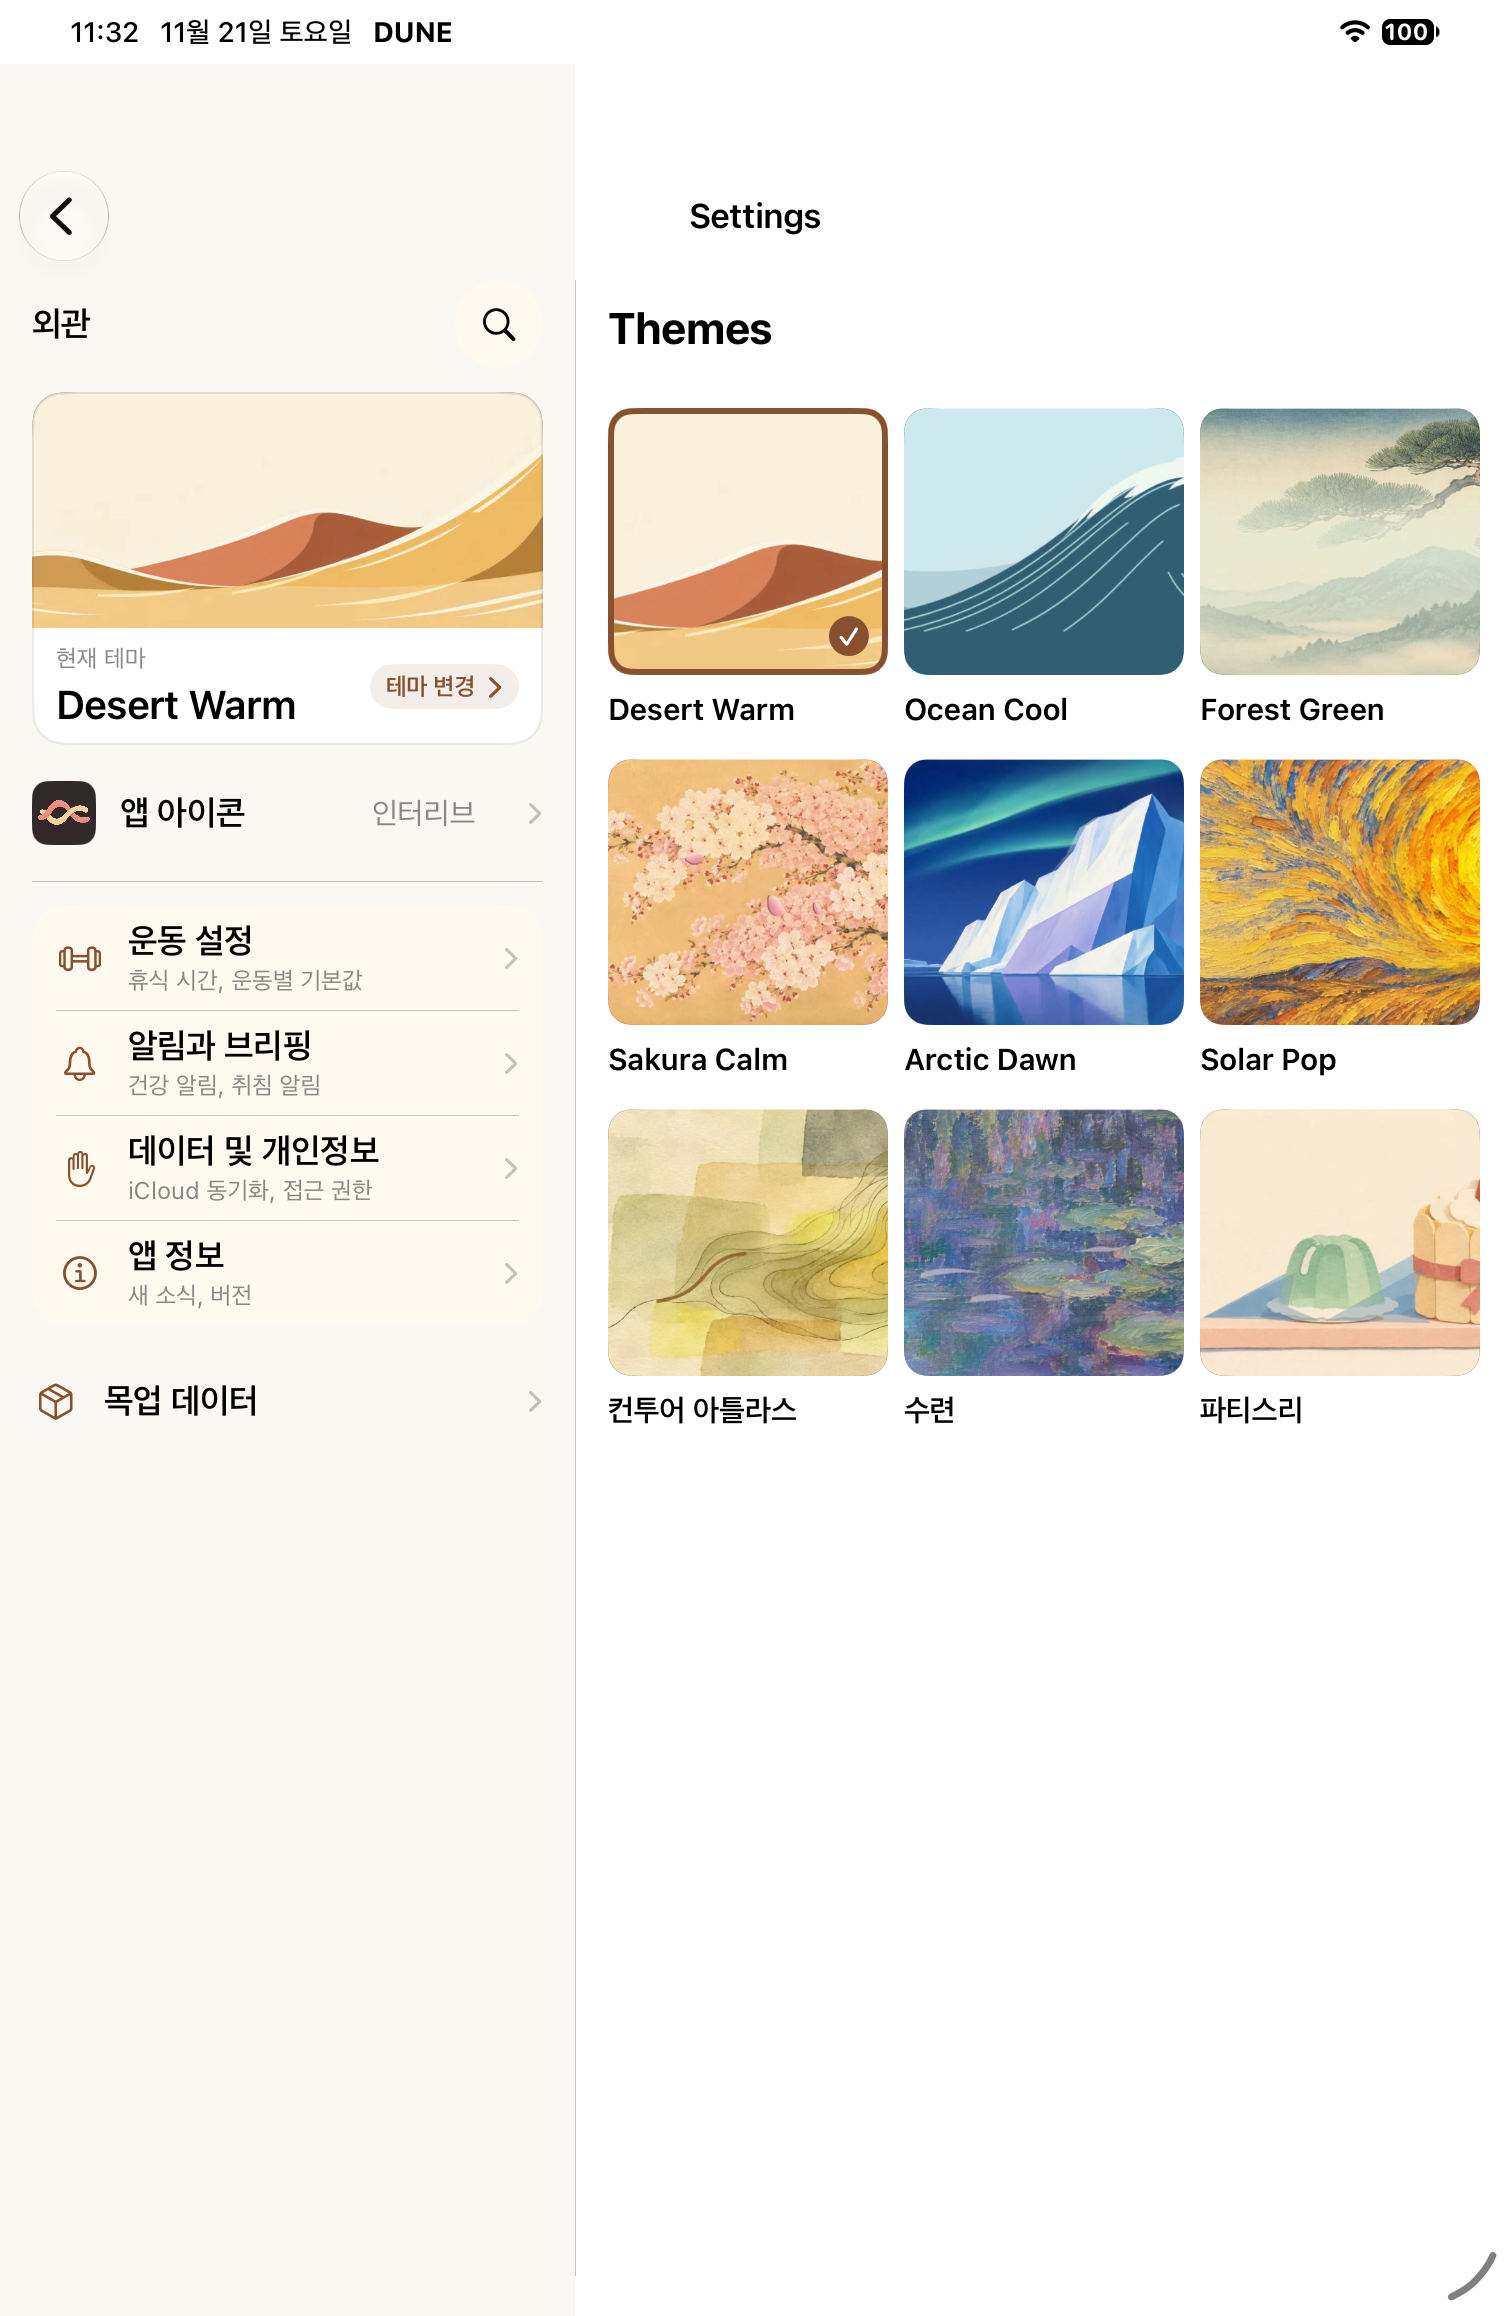 11:32 11월 21일 토요일 DUNE
100
Settings
외관
현재 테마
Desert Warm
테마 변경
앱 아이콘
인터리브
운동 설정
휴식 시간, 운동별 기본값
알림과 브리핑
건강 알림, 취침 알림
데이터 및 개인정보
iCloud 동기화, 접근 권한
앱 정보
새 소식, 버전
목업 데이터
Themes
Desert Warm
Ocean Cool
Forest Green
Sakura Calm
Arctic Dawn
Solar Pop
컨투어 아틀라스
수련
파티스리